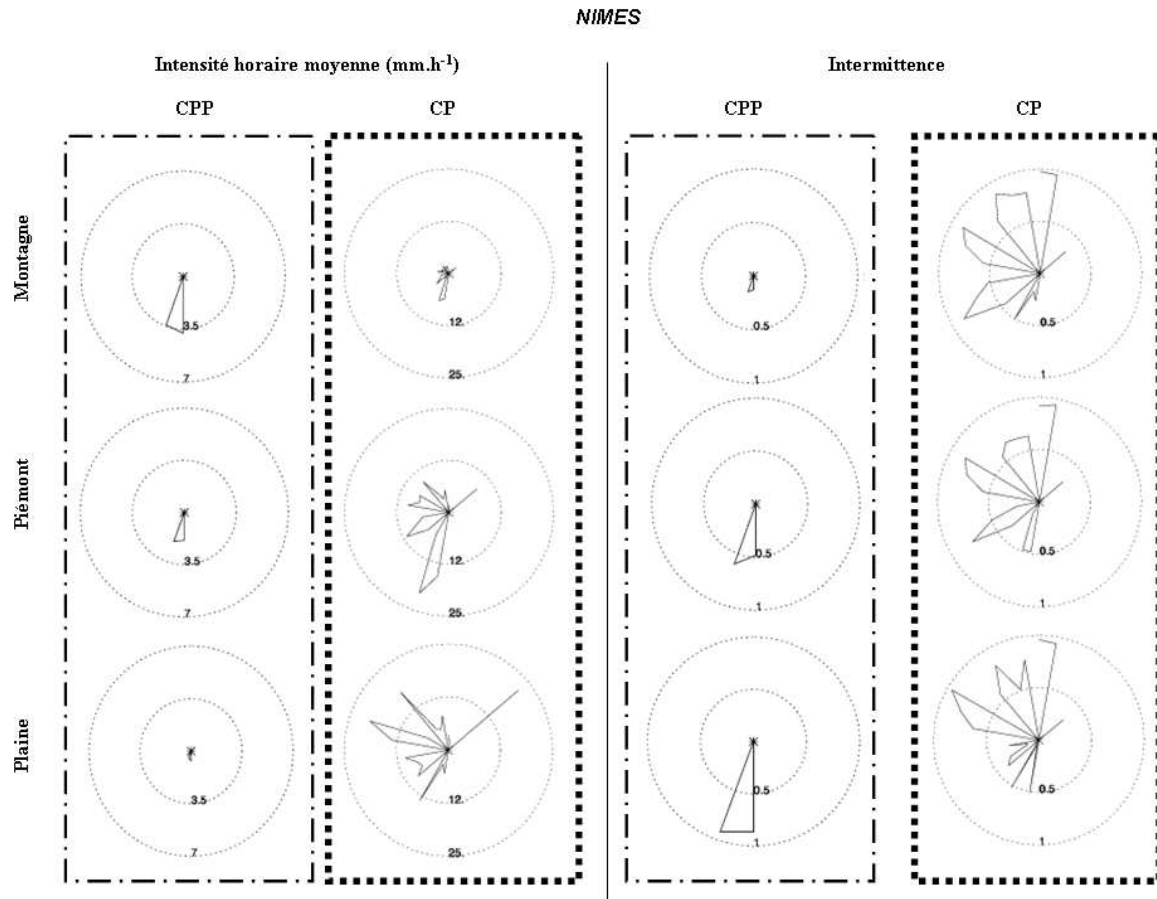 NIMES
Intensité horaire moyenne (mm.h⁻¹)
Intermittence
CPP
CP
CPP
CP
Montagne
3.5
7
12.
25.
0.5
1
0.5
1
Piémont
3.5
7
12.
25.
0.5
1
0.5
1
Plaine
3.5
7
12.
25.
0.5
1
0.5
1